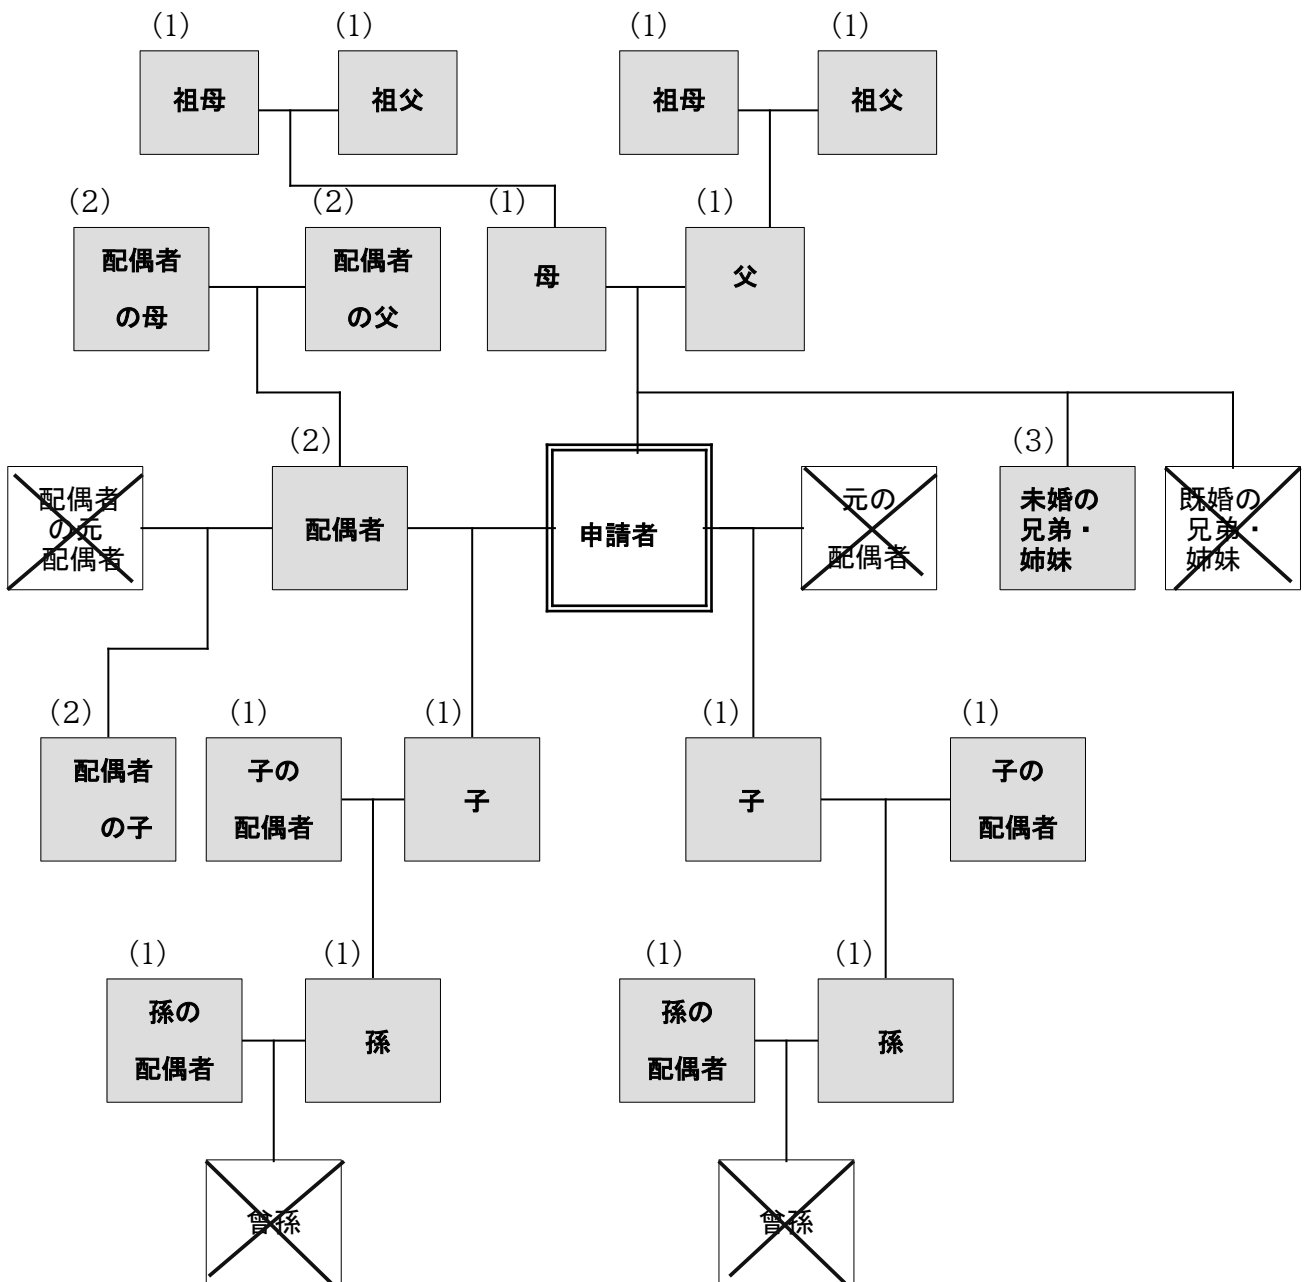 (1)
(1)
(1)
(1)
祖母
祖父
祖母
祖父
(2)
(2)
(1)
(1)
配偶者
の母
配偶者
の父
母
父
(2)
(3)
配偶者
の元
配偶者
配偶者
申請者
元の
配偶者
未婚の
兄弟・
姉妹
既婚の
兄弟・
姉妹
(2)
(1)
(1)
(1)
(1)
配偶者
の子
子の
配偶者
子
子
子の
配偶者
(1)
(1)
(1)
(1)
孫の
配偶者
孫
孫の
配偶者
孫
曾孫
曾孫